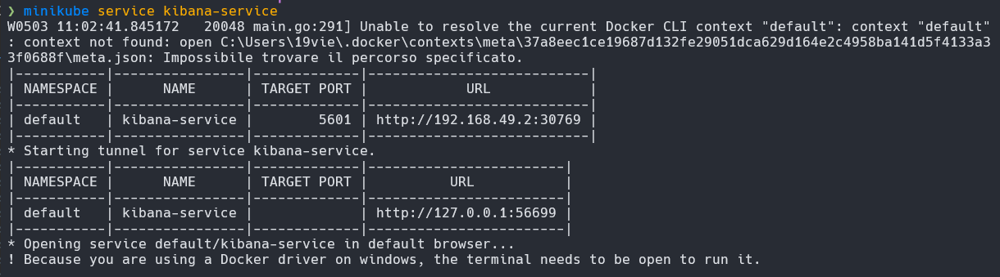 ❯ minikube service kibana-service
W0503 11:02:41.845172   20048 main.go:291] Unable to resolve the current Docker CLI context "default": context "default"
: context not found: open C:\Users\19vie\.docker\contexts\meta\37a8eec1ce19687d132fe29051dca629d164e2c4958ba141d5f4133a3
3f0688f\meta.json: Impossibile trovare il percorso specificato.
|-----------|----------------|-------------|---------------------------|
| NAMESPACE |      NAME      | TARGET PORT |            URL            |
|-----------|----------------|-------------|---------------------------|
| default   | kibana-service |        5601 | http://192.168.49.2:30769 |
|-----------|----------------|-------------|---------------------------|
* Starting tunnel for service kibana-service.
|-----------|----------------|-------------|------------------------|
| NAMESPACE |      NAME      | TARGET PORT |          URL           |
|-----------|----------------|-------------|------------------------|
| default   | kibana-service |             | http://127.0.0.1:56699 |
|-----------|----------------|-------------|------------------------|
* Opening service default/kibana-service in default browser...
! Because you are using a Docker driver on windows, the terminal needs to be open to run it.